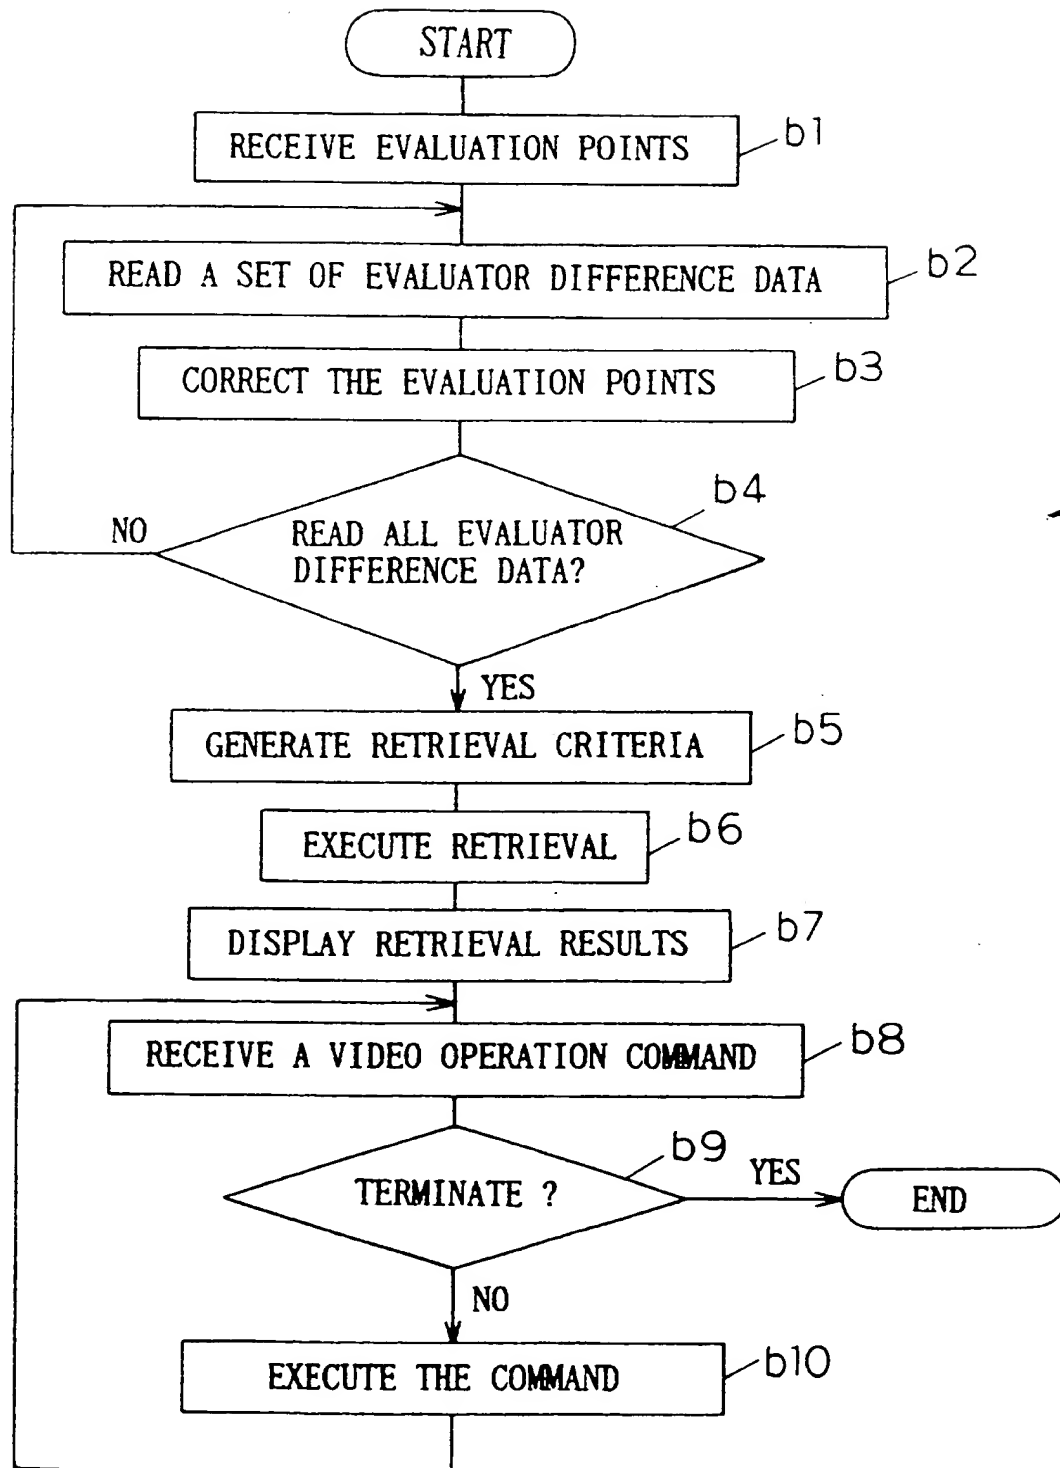 START
RECEIVE EVALUATION POINTS
b1
READ A SET OF EVALUATOR DIFFERENCE DATA
b2
CORRECT THE EVALUATION POINTS
b3
b4
NO
READ ALL EVALUATOR
DIFFERENCE DATA?
YES
GENERATE RETRIEVAL CRITERIA
b5
EXECUTE RETRIEVAL
b6
DISPLAY RETRIEVAL RESULTS
b7
RECEIVE A VIDEO OPERATION COMMAND
b8
b9
TERMINATE ?
YES
END
NO
EXECUTE THE COMMAND
b10